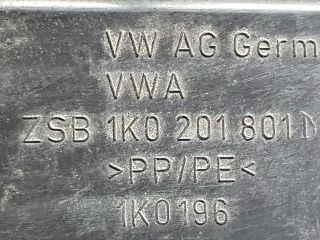 VW AG Germ
VWA
ZSB 1K0 201 801
>PP/PE<
1K0196